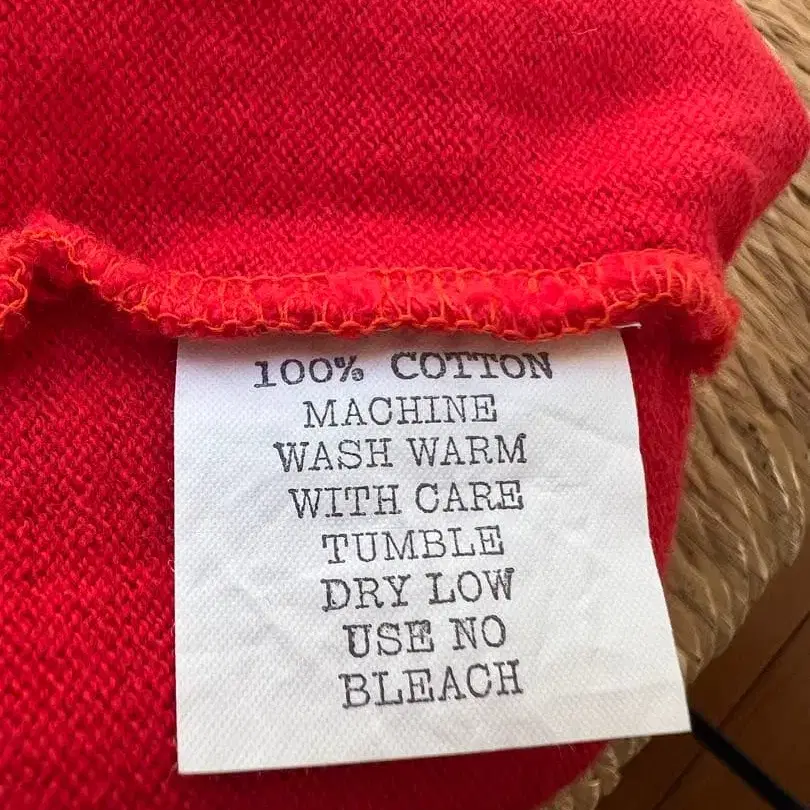 100% COTTON
MACHINE
WASH WARM
WITH CARE
TUMBLE
DRY LOW
USE NO
BLEACH